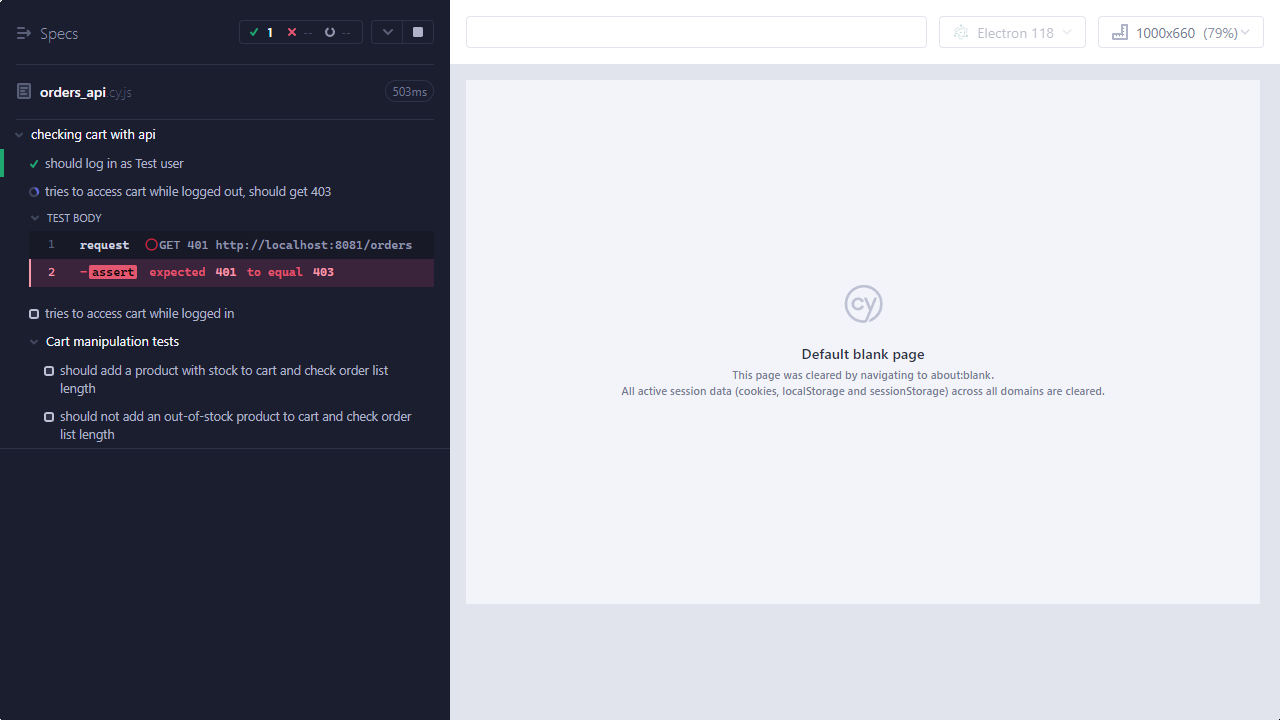 Specs
1 -- --
orders_api.cy.js
503ms
checking cart with api
should log in as Test user
tries to access cart while logged out, should get 403
TEST BODY
1 request GET 401 http://localhost:8081/orders
2 -assert expected 401 to equal 403
tries to access cart while logged in
Cart manipulation tests
should add a product with stock to cart and check order list
length
should not add an out-of-stock product to cart and check order
list length
Electron 118
1000x660 (79%)
cy
Default blank page
This page was cleared by navigating to about:blank.
All active session data (cookies, localStorage and sessionStorage) across all domains are cleared.